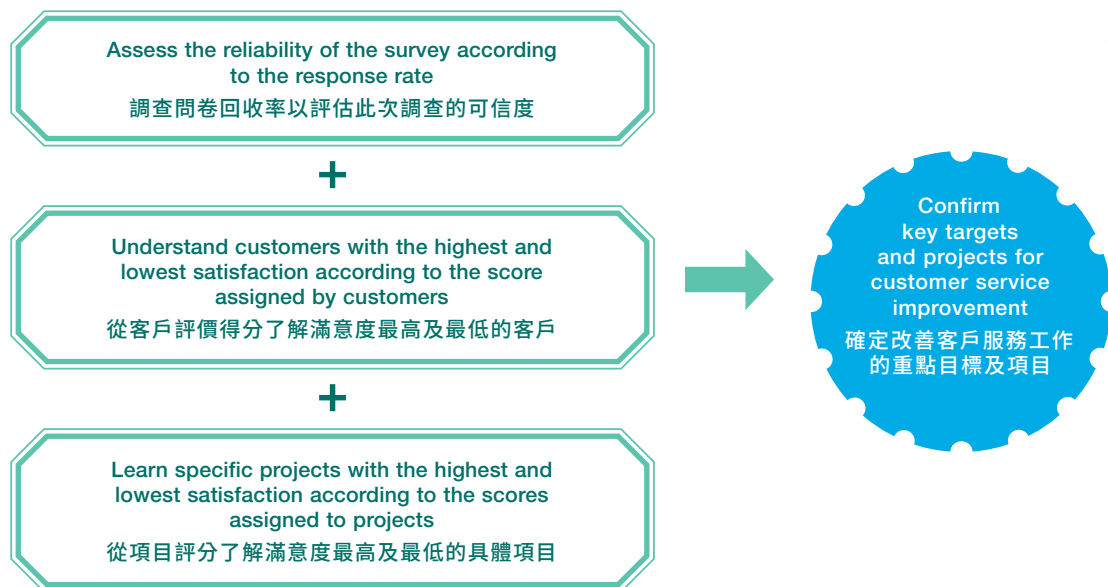 Assess the reliability of the survey according
to the response rate
調查問卷回收率以評估此次調查的可信度
+
Understand customers with the highest and
lowest satisfaction according to the score
assigned by customers
從客戶評價得分了解滿意度最高及最低的客戶
+
Learn specific projects with the highest and
lowest satisfaction according to the scores
assigned to projects
從項目評分了解滿意度最高及最低的具體項目
Confirm
key targets
and projects for
customer service
improvement
確定改善客戶服務工作
的重點目標及項目